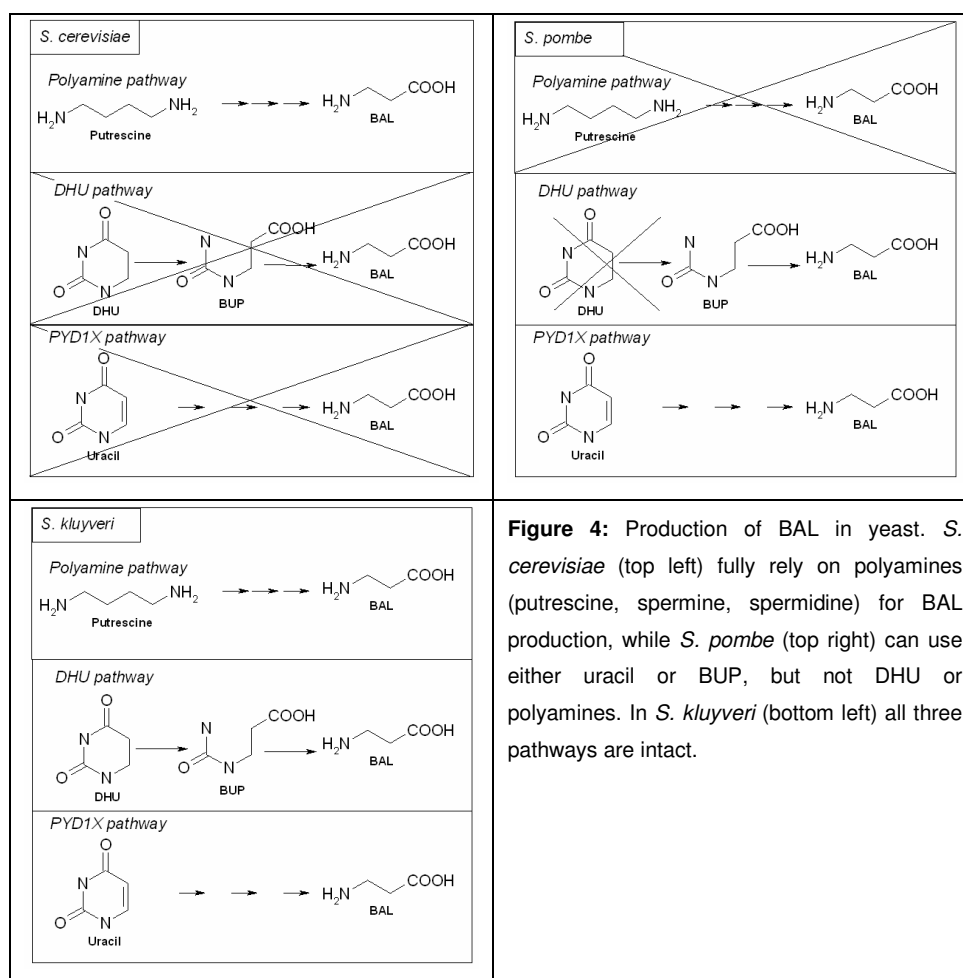 S. cerevisiae
Polyamine pathway
H2N
NH2
Putrescine
H2N
COOH
BAL
DHU pathway
O
N
O
N
DHU
N
O
N
COOH
BUP
H2N
COOH
BAL
PYD1X pathway
O
N
O
N
Uracil
H2N
COOH
BAL
S. pombe
Polyamine pathway
H2N
NH2
Putrescine
H2N
COOH
BAL
DHU pathway
O
N
O
N
DHU
N
O
N
COOH
BUP
H2N
COOH
BAL
PYD1X pathway
O
N
O
N
Uracil
H2N
COOH
BAL
S. kluyveri
Polyamine pathway
H2N
NH2
Putrescine
H2N
COOH
BAL
DHU pathway
O
N
O
N
DHU
N
O
N
COOH
BUP
H2N
COOH
BAL
PYD1X pathway
O
N
O
N
Uracil
H2N
COOH
BAL
Figure 4: Production of BAL in yeast. S.
cerevisiae (top left) fully rely on polyamines
(putrescine, spermine, spermidine) for BAL
production, while S. pombe (top right) can use
either uracil or BUP, but not DHU or
polyamines. In S. kluyveri (bottom left) all three
pathways are intact.